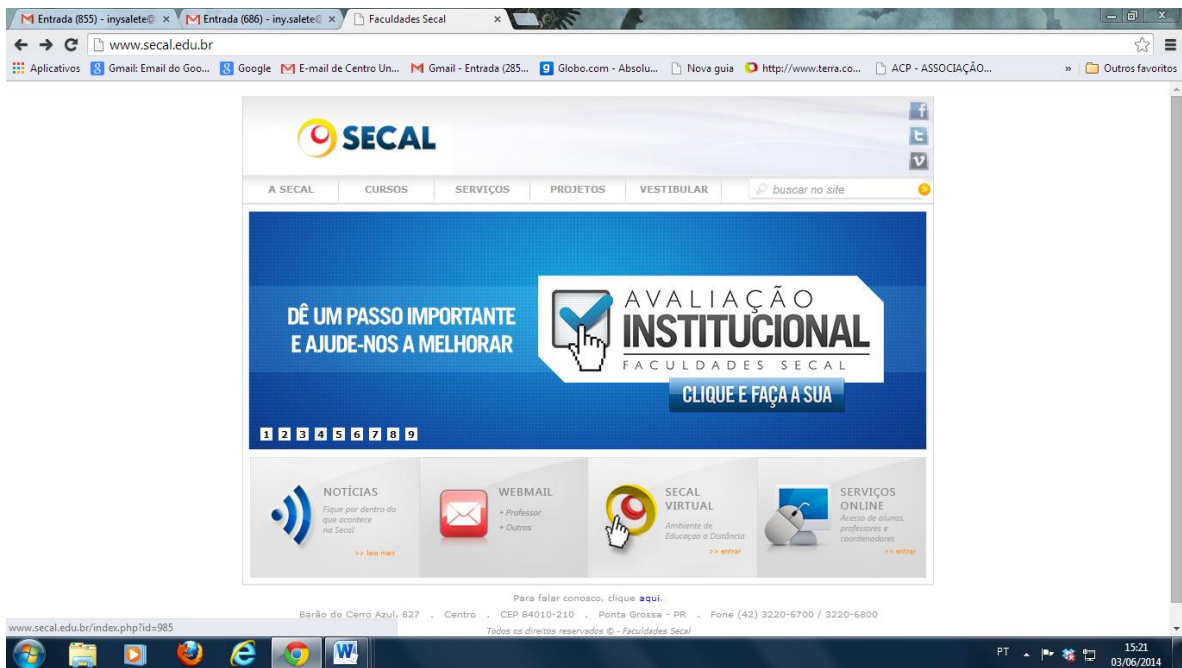 Entrada (855) - inysalete@
Entrada (686) - iny.salete@
Faculdades Secal
www.secal.edu.br
Aplicativos
Gmail: Email do Goo...
Google
E-mail de Centro Un...
Gmail - Entrada (285...
Globo.com - Absolu...
Nova guia
http://www.terra.co...
ACP - ASSOCIAÇÃO...
»
Outros favoritos
SECAL
A SECAL
CURSOS
SERVIÇOS
PROJETOS
VESTIBULAR
buscar no site
DÊ UM PASSO IMPORTANTE
E AJUDE-NOS A MELHORAR
AVALIAÇÃO
INSTITUCIONAL
FACULDADES SECAL
CLIQUE E FAÇA A SUA
1 2 3 4 5 6 7 8 9
NOTÍCIAS
Fique por dentro do
que acontece
na Secal
>> leia mais
WEBMAIL
+ Professor
+ Outros
SECAL
VIRTUAL
Ambiente de
Educaçao a Distância
>> entrar
SERVIÇOS
ONLINE
Acesso de alunos,
professores e
coordenadores
>> entrar
Para falar conosco, clique aqui.
Barão do Cerro Azul, 827 . Centro . CEP 84010-210 . Ponta Grossa - PR . Fone (42) 3220-6700 / 3220-6800
Todos os direitos reservados © - Faculdades Secal
www.secal.edu.br/index.php?id=985
PT
15:21
03/06/2014